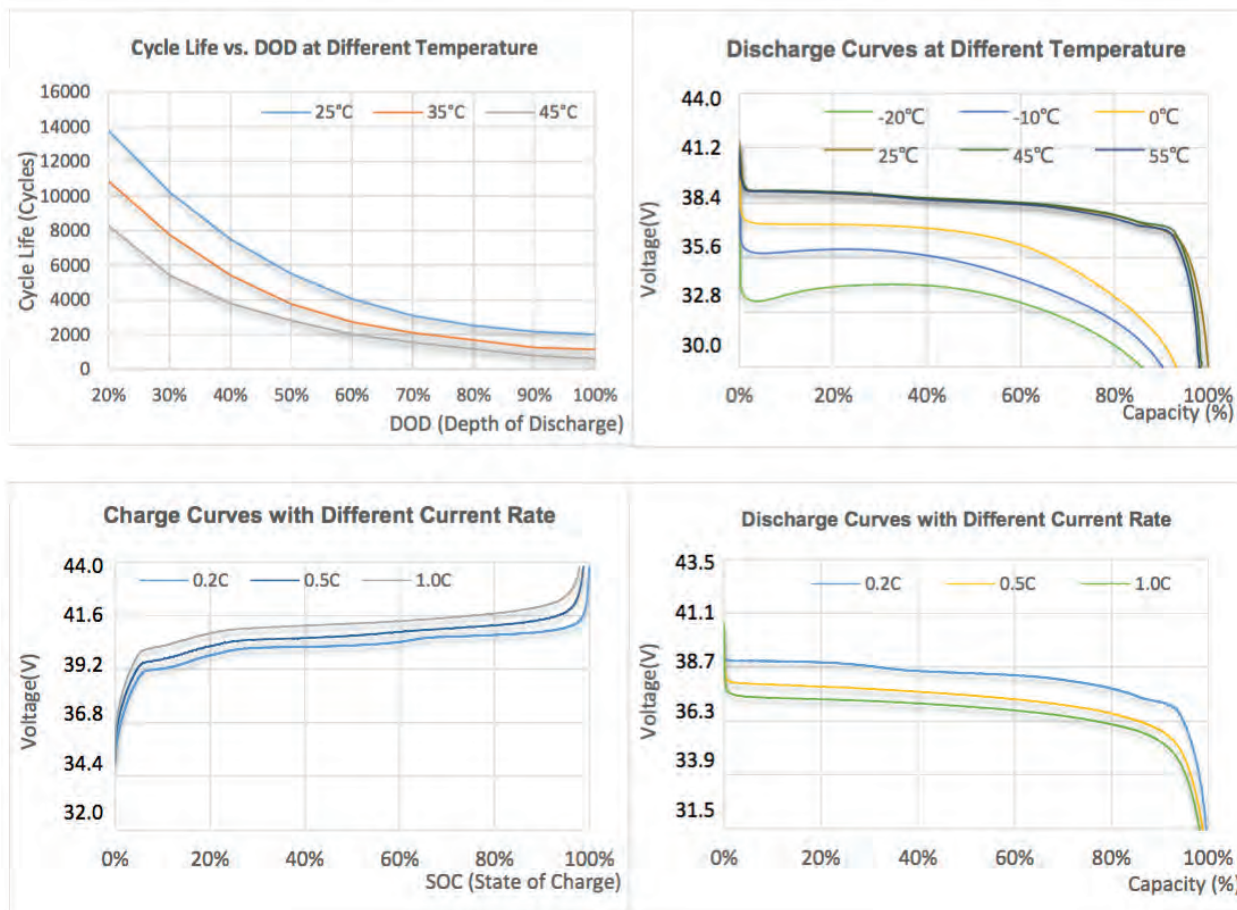 Cycle Life vs. DOD at Different Temperature
16000
14000
12000
10000
8000
6000
4000
2000
0
25°C 35°C 45°C
Cycle Life (Cycles)
20% 30% 40% 50% 60% 70% 80% 90% 100%
DOD (Depth of Discharge)
Discharge Curves at Different Temperature
44.0
41.2
38.4
35.6
32.8
30.0
-20℃ -10℃ 0℃
25℃ 45℃ 55℃
Voltage(V)
0% 20% 40% 60% 80% 100%
Capacity (%)
Charge Curves with Different Current Rate
44.0
41.6
39.2
36.8
34.4
32.0
0.2C 0.5C 1.0C
Voltage(V)
0% 20% 40% 60% 80% 100%
SOC (State of Charge)
Discharge Curves with Different Current Rate
43.5
41.1
38.7
36.3
33.9
31.5
0.2C 0.5C 1.0C
Voltage(V)
0% 20% 40% 60% 80% 100%
Capacity (%)